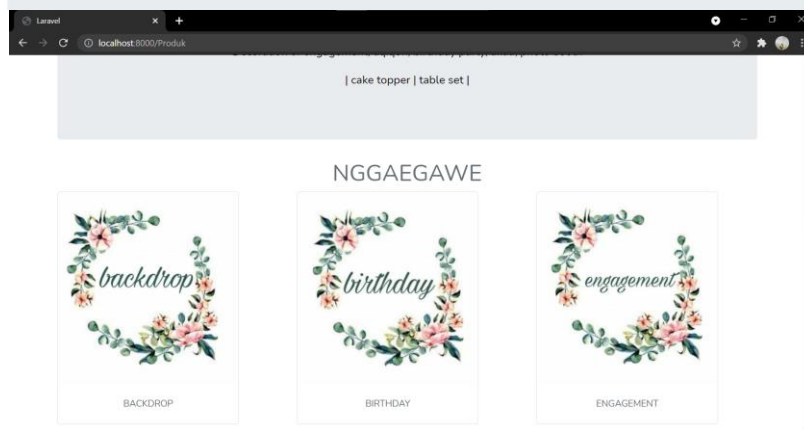 Laravel
localhost:8000/Produk
| cake topper | table set |
NGGAEGAWE
backdrop
birthday
engagement
BACKDROP
BIRTHDAY
ENGAGEMENT